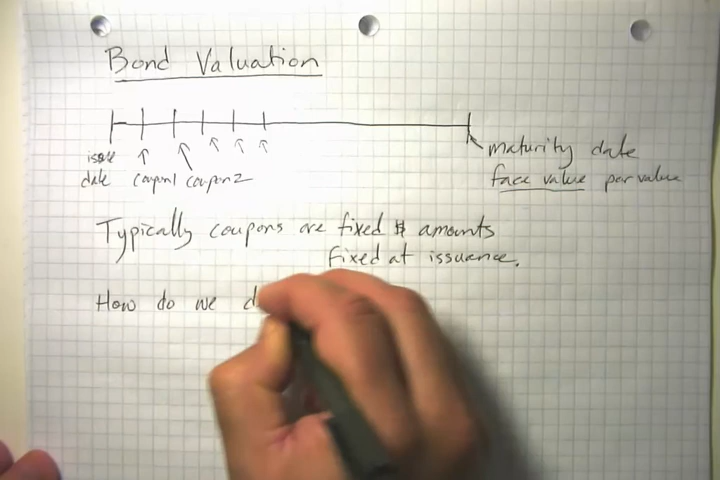 Bond Valuation
issue
date coupon1 coupon2
maturity date
face value par value
Typically coupons are fixed $ amounts
fixed at issuance.
How do we d